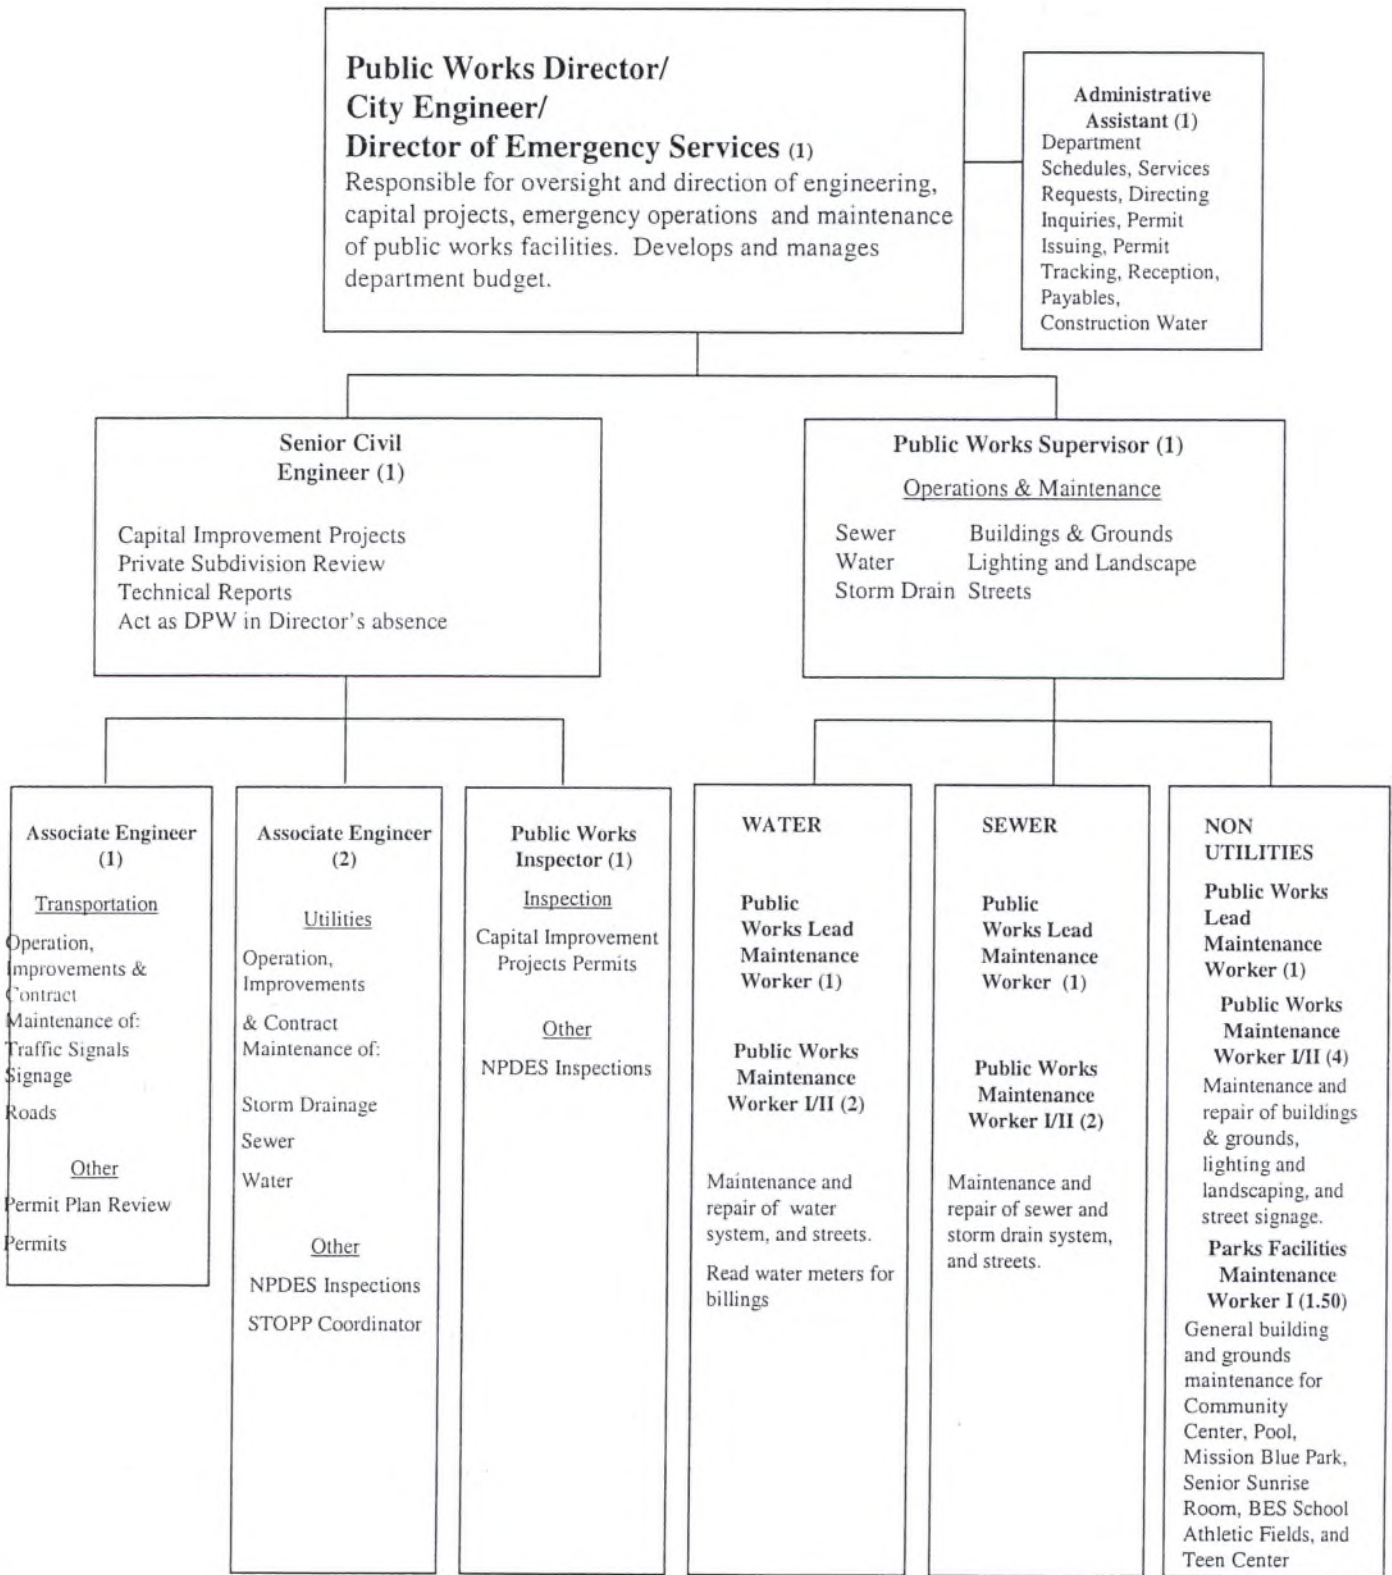 Public Works Director/
City Engineer/
Director of Emergency Services (1)
Responsible for oversight and direction of engineering,
capital projects, emergency operations and maintenance
of public works facilities. Develops and manages
department budget.
Administrative
Assistant (1)
Department
Schedules, Services
Requests, Directing
Inquiries, Permit
Issuing, Permit
Tracking, Reception,
Payables,
Construction Water
Senior Civil
Engineer (1)
Capital Improvement Projects
Private Subdivision Review
Technical Reports
Act as DPW in Director's absence
Public Works Supervisor (1)
Operations & Maintenance
Sewer Buildings & Grounds
Water Lighting and Landscape
Storm Drain Streets
Associate Engineer
(1)
Transportation
Operation,
Improvements &
Contract
Maintenance of:
Traffic Signals
Signage
Roads
Other
Permit Plan Review
Permits
Associate Engineer
(2)
Utilities
Operation,
Improvements
& Contract
Maintenance of:
Storm Drainage
Sewer
Water
Other
NPDES Inspections
STOPP Coordinator
Public Works
Inspector (1)
Inspection
Capital Improvement
Projects Permits
Other
NPDES Inspections
WATER
Public
Works Lead
Maintenance
Worker (1)
Public Works
Maintenance
Worker I/II (2)
Maintenance and
repair of water
system, and streets.
Read water meters for
billings
SEWER
Public
Works Lead
Maintenance
Worker (1)
Public Works
Maintenance
Worker I/II (2)
Maintenance and
repair of sewer and
storm drain system,
and streets.
NON
UTILITIES
Public Works
Lead
Maintenance
Worker (1)
Public Works
Maintenance
Worker I/II (4)
Maintenance and
repair of buildings
& grounds,
lighting and
landscaping, and
street signage.
Parks Facilities
Maintenance
Worker I (1.50)
General building
and grounds
maintenance for
Community
Center, Pool,
Mission Blue Park,
Senior Sunrise
Room, BES School
Athletic Fields, and
Teen Center